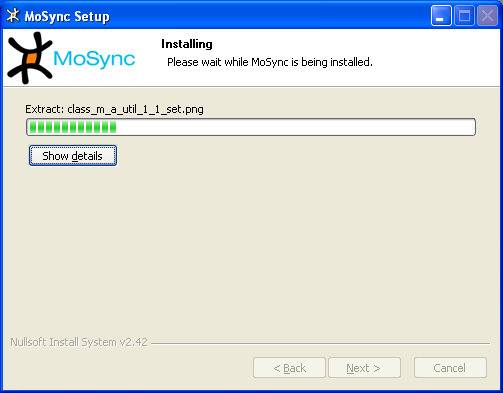 MoSync Setup
MoSync
Installing
Please wait while MoSync is being installed.
Extract: class_m_a_util_1_1_set.png
Show details
Nullsoft Install System v2.42
< Back
Next >
Cancel